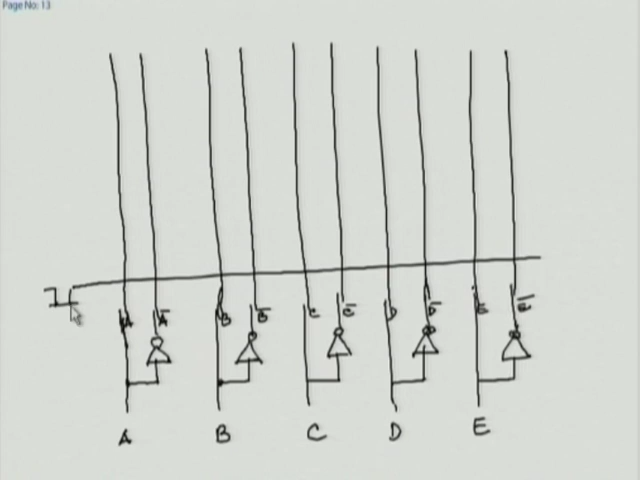 Page No: 13
A A̅ B B̅ C C̅ D D̅ E E̅
A B C D E